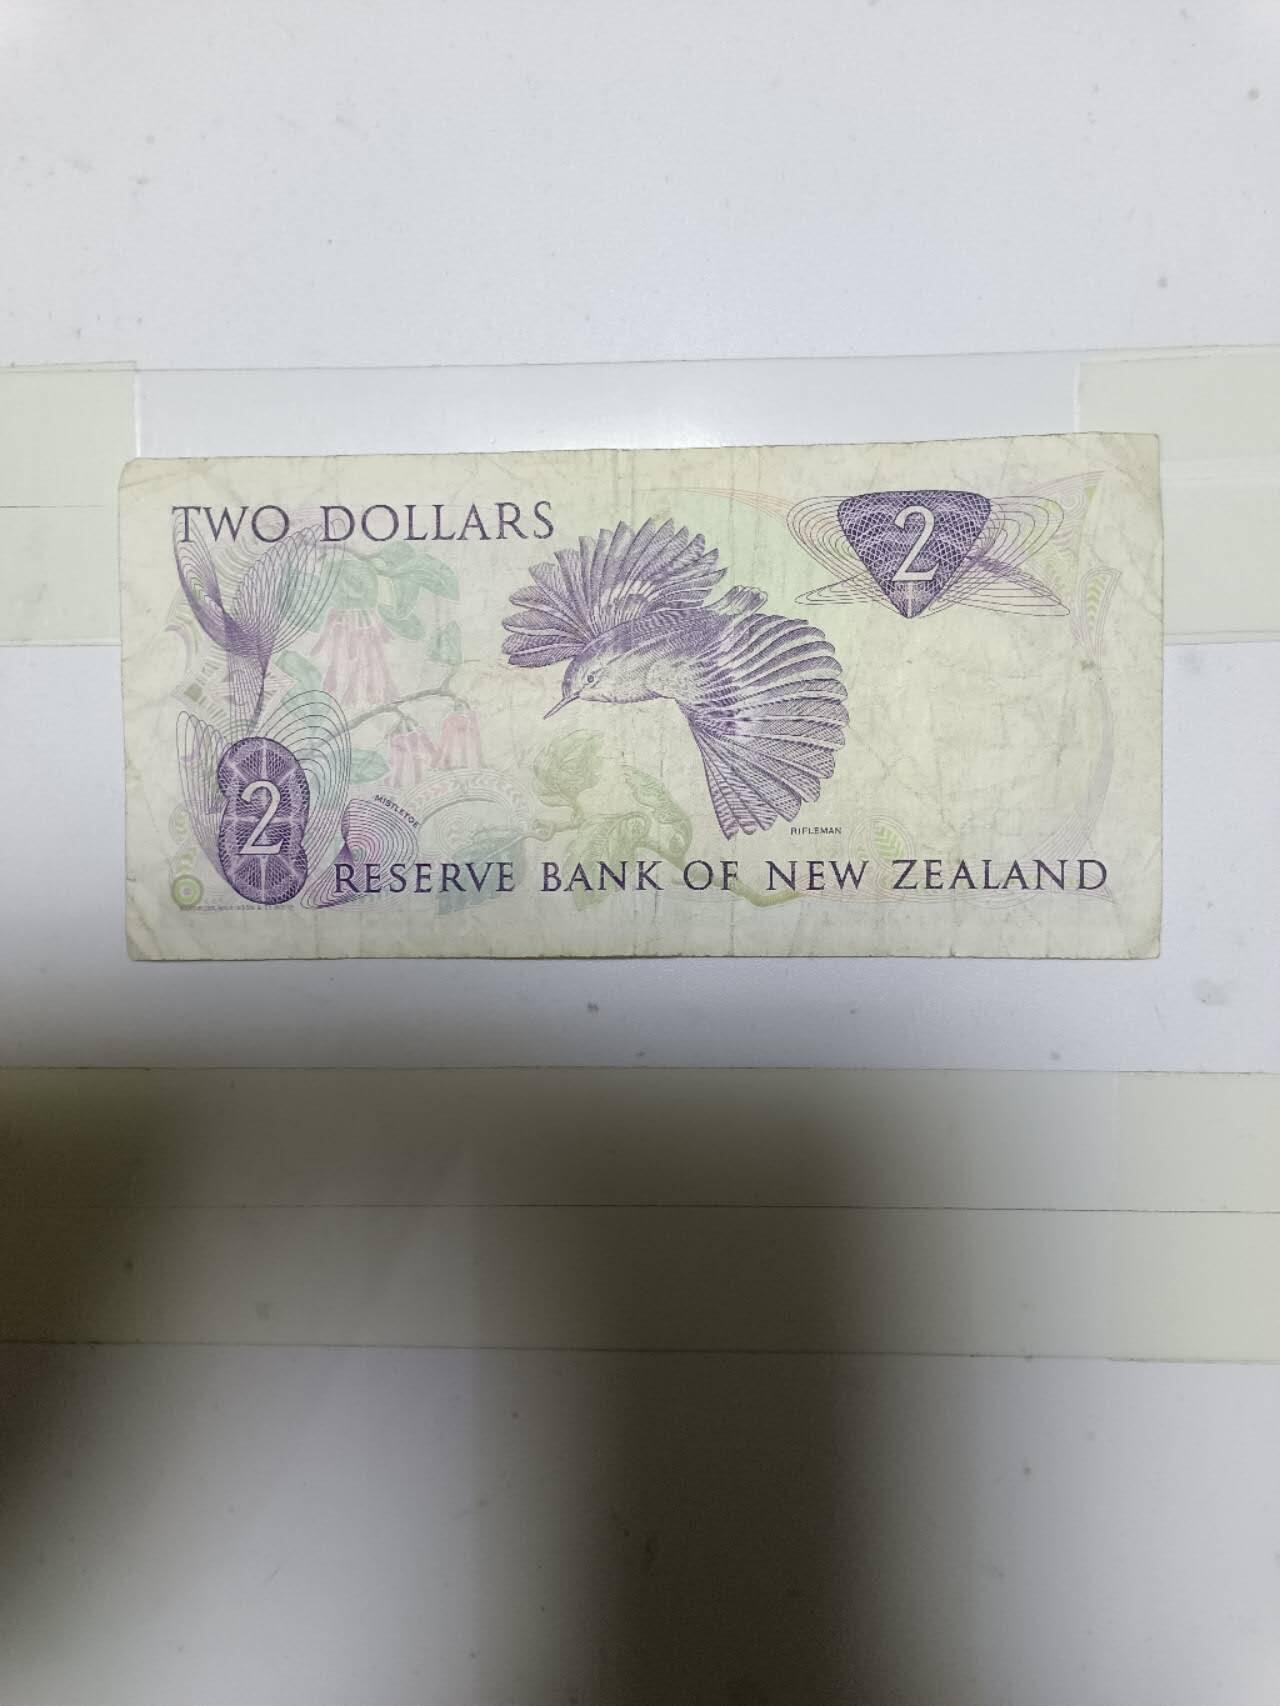 TWO DOLLARS
2
MISTLETOE
2
RIFLEMAN
RESERVE BANK OF NEW ZEALAND